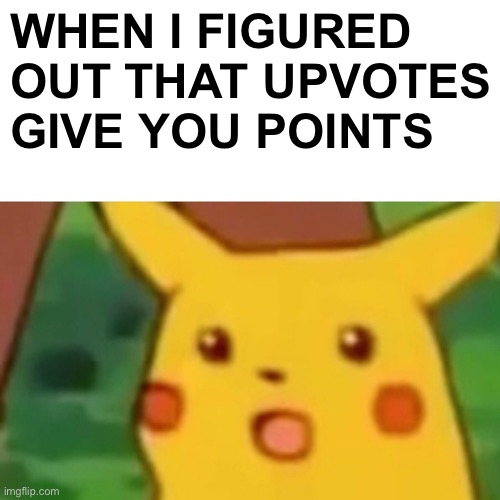 WHEN I FIGURED
OUT THAT UPVOTES
GIVE YOU POINTS
imgflip.com